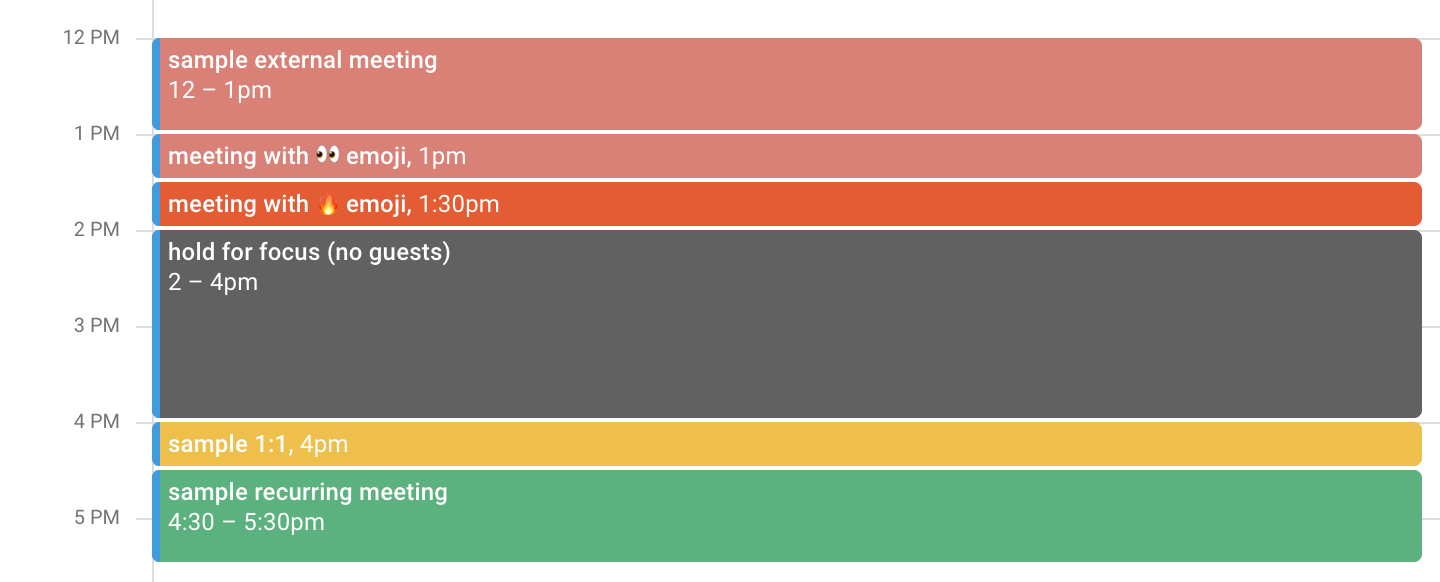 12 PM
sample external meeting
12 – 1pm
1 PM
meeting with 👀 emoji, 1pm
meeting with 🔥 emoji, 1:30pm
2 PM
hold for focus (no guests)
2 – 4pm
3 PM
4 PM
sample 1:1, 4pm
sample recurring meeting
4:30 – 5:30pm
5 PM